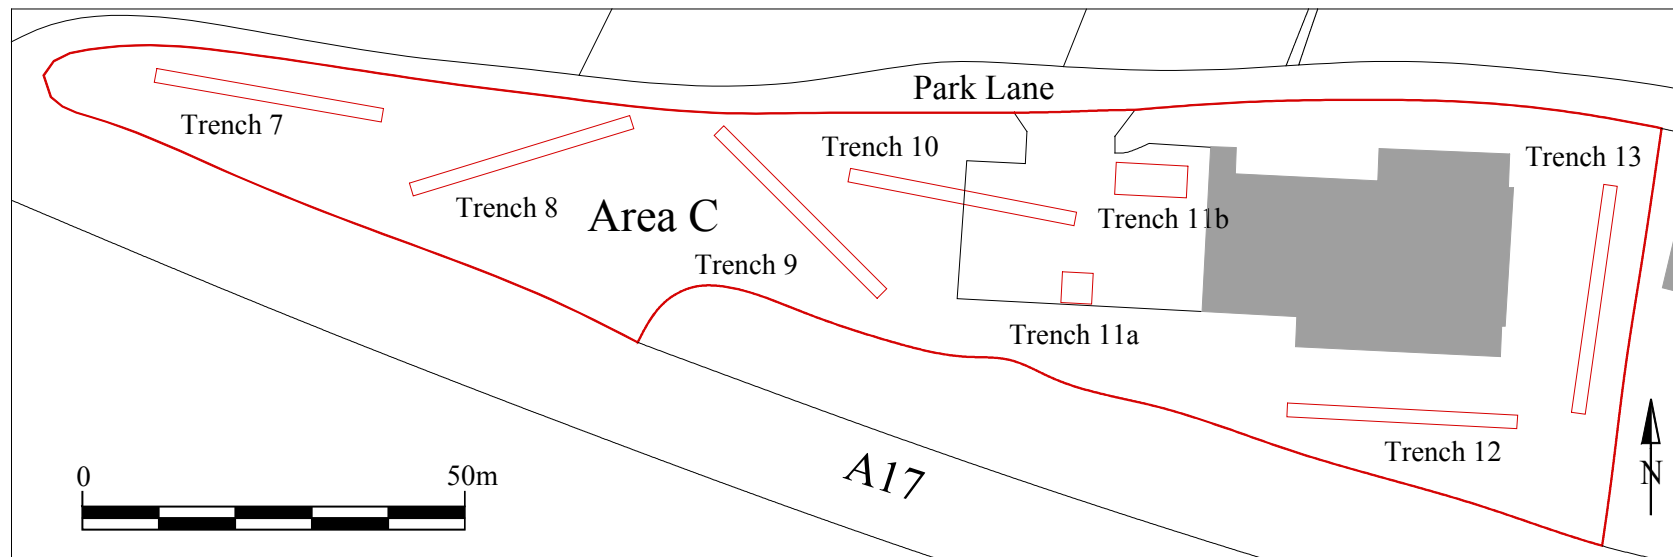 Park Lane
Trench 7
Trench 10
Trench 13
Trench 8
Area C
Trench 11b
Trench 9
Trench 11a
Trench 12
A17
0 50m
N